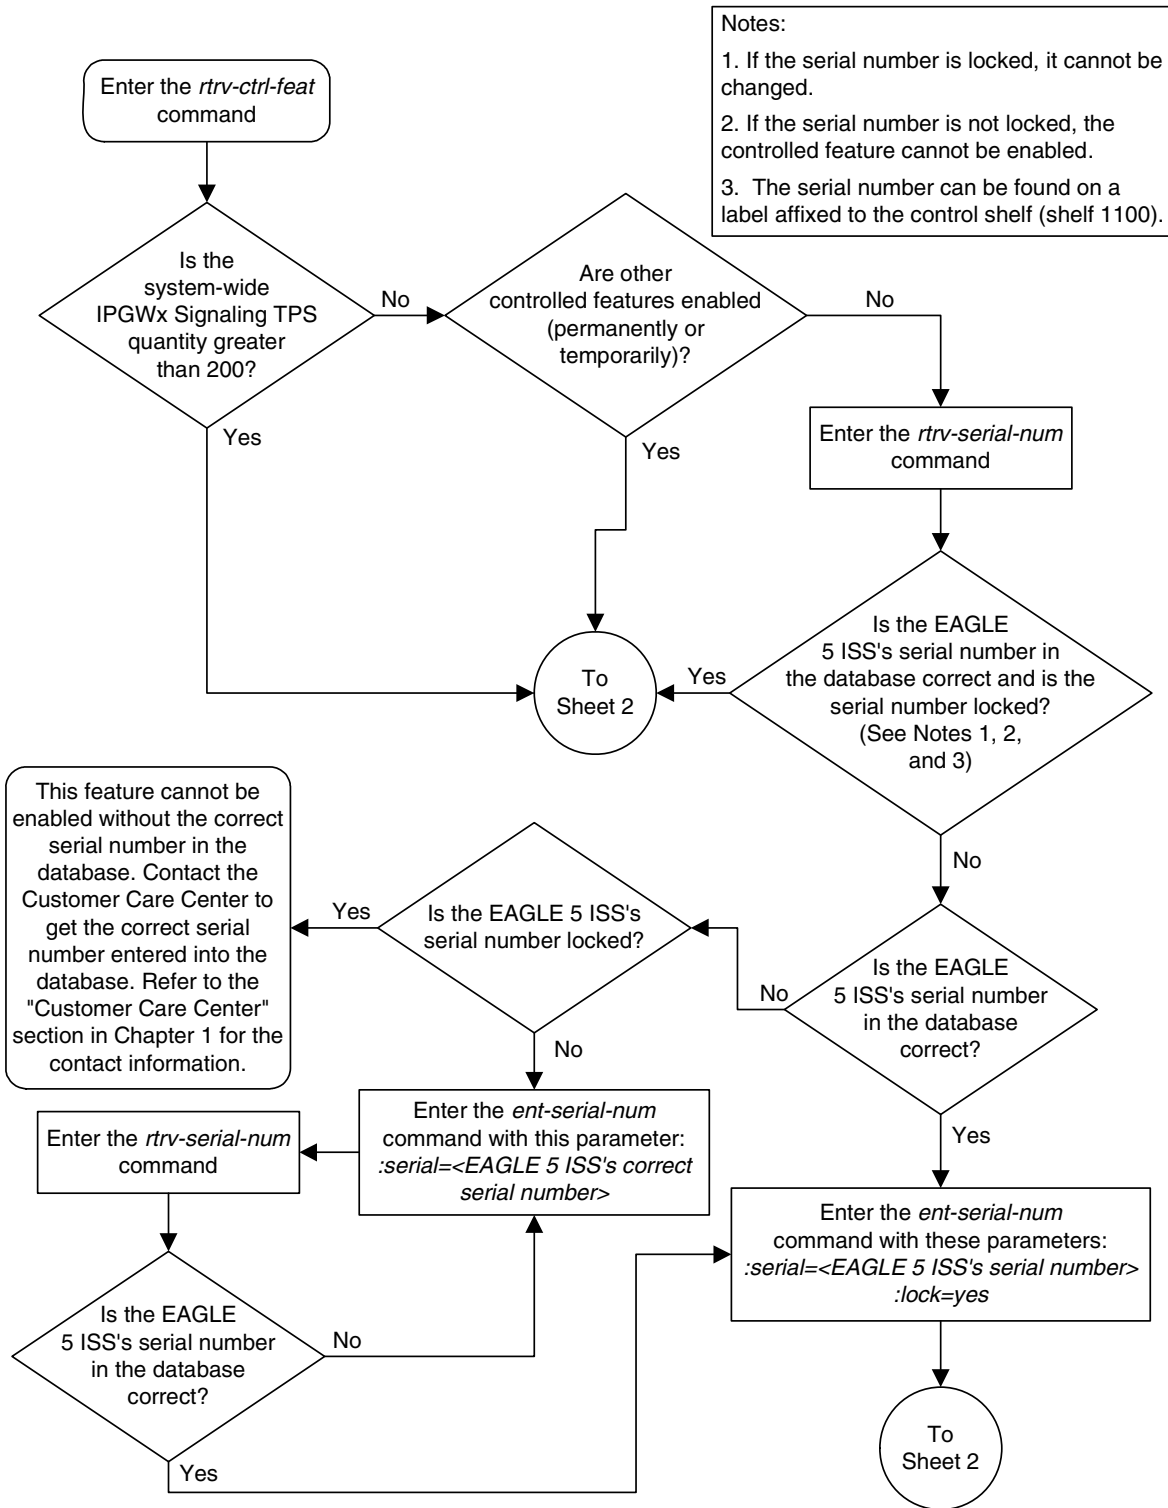 Notes:
1. If the serial number is locked, it cannot be
changed.
2. If the serial number is not locked, the
controlled feature cannot be enabled.
3.  The serial number can be found on a
label affixed to the control shelf (shelf 1100).
Enter the rtrv-ctrl-feat
command
Is the
system-wide
IPGWx Signaling TPS
quantity greater
than 200?
No
Yes
Are other
controlled features enabled
(permanently or
temporarily)?
No
Yes
Enter the rtrv-serial-num
command
Is the EAGLE
5 ISS's serial number in
the database correct and is the
serial number locked?
(See Notes 1, 2,
and 3)
Yes
To
Sheet 2
No
Is the EAGLE
5 ISS's serial number
in the database
correct?
No
Yes
Is the EAGLE 5 ISS's
serial number locked?
Yes
No
This feature cannot be
enabled without the correct
serial number in the
database. Contact the
Customer Care Center to
get the correct serial
number entered into the
database. Refer to the
"Customer Care Center"
section in Chapter 1 for the
contact information.
Enter the ent-serial-num
command with this parameter:
:serial=<EAGLE 5 ISS's correct
serial number>
Enter the rtrv-serial-num
command
Is the EAGLE
5 ISS's serial number
in the database
correct?
No
Yes
Enter the ent-serial-num
command with these parameters:
:serial=<EAGLE 5 ISS's serial number>
:lock=yes
To
Sheet 2